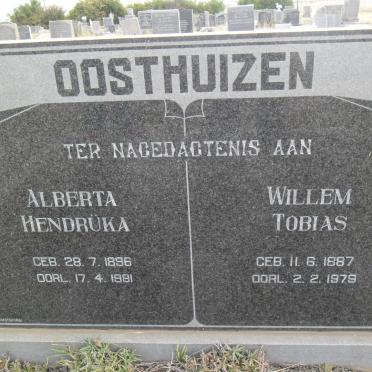 OOSTHUIZEN
TER NAGEDAGTENIS AAN
ALBERTA
HENDRÜKA
GEB. 28. 7. 1896
OORL. 17. 4. 1981
WILLEM
TOBIAS
GEB. 11. 6. 1887
OORL. 2. 2. 1979